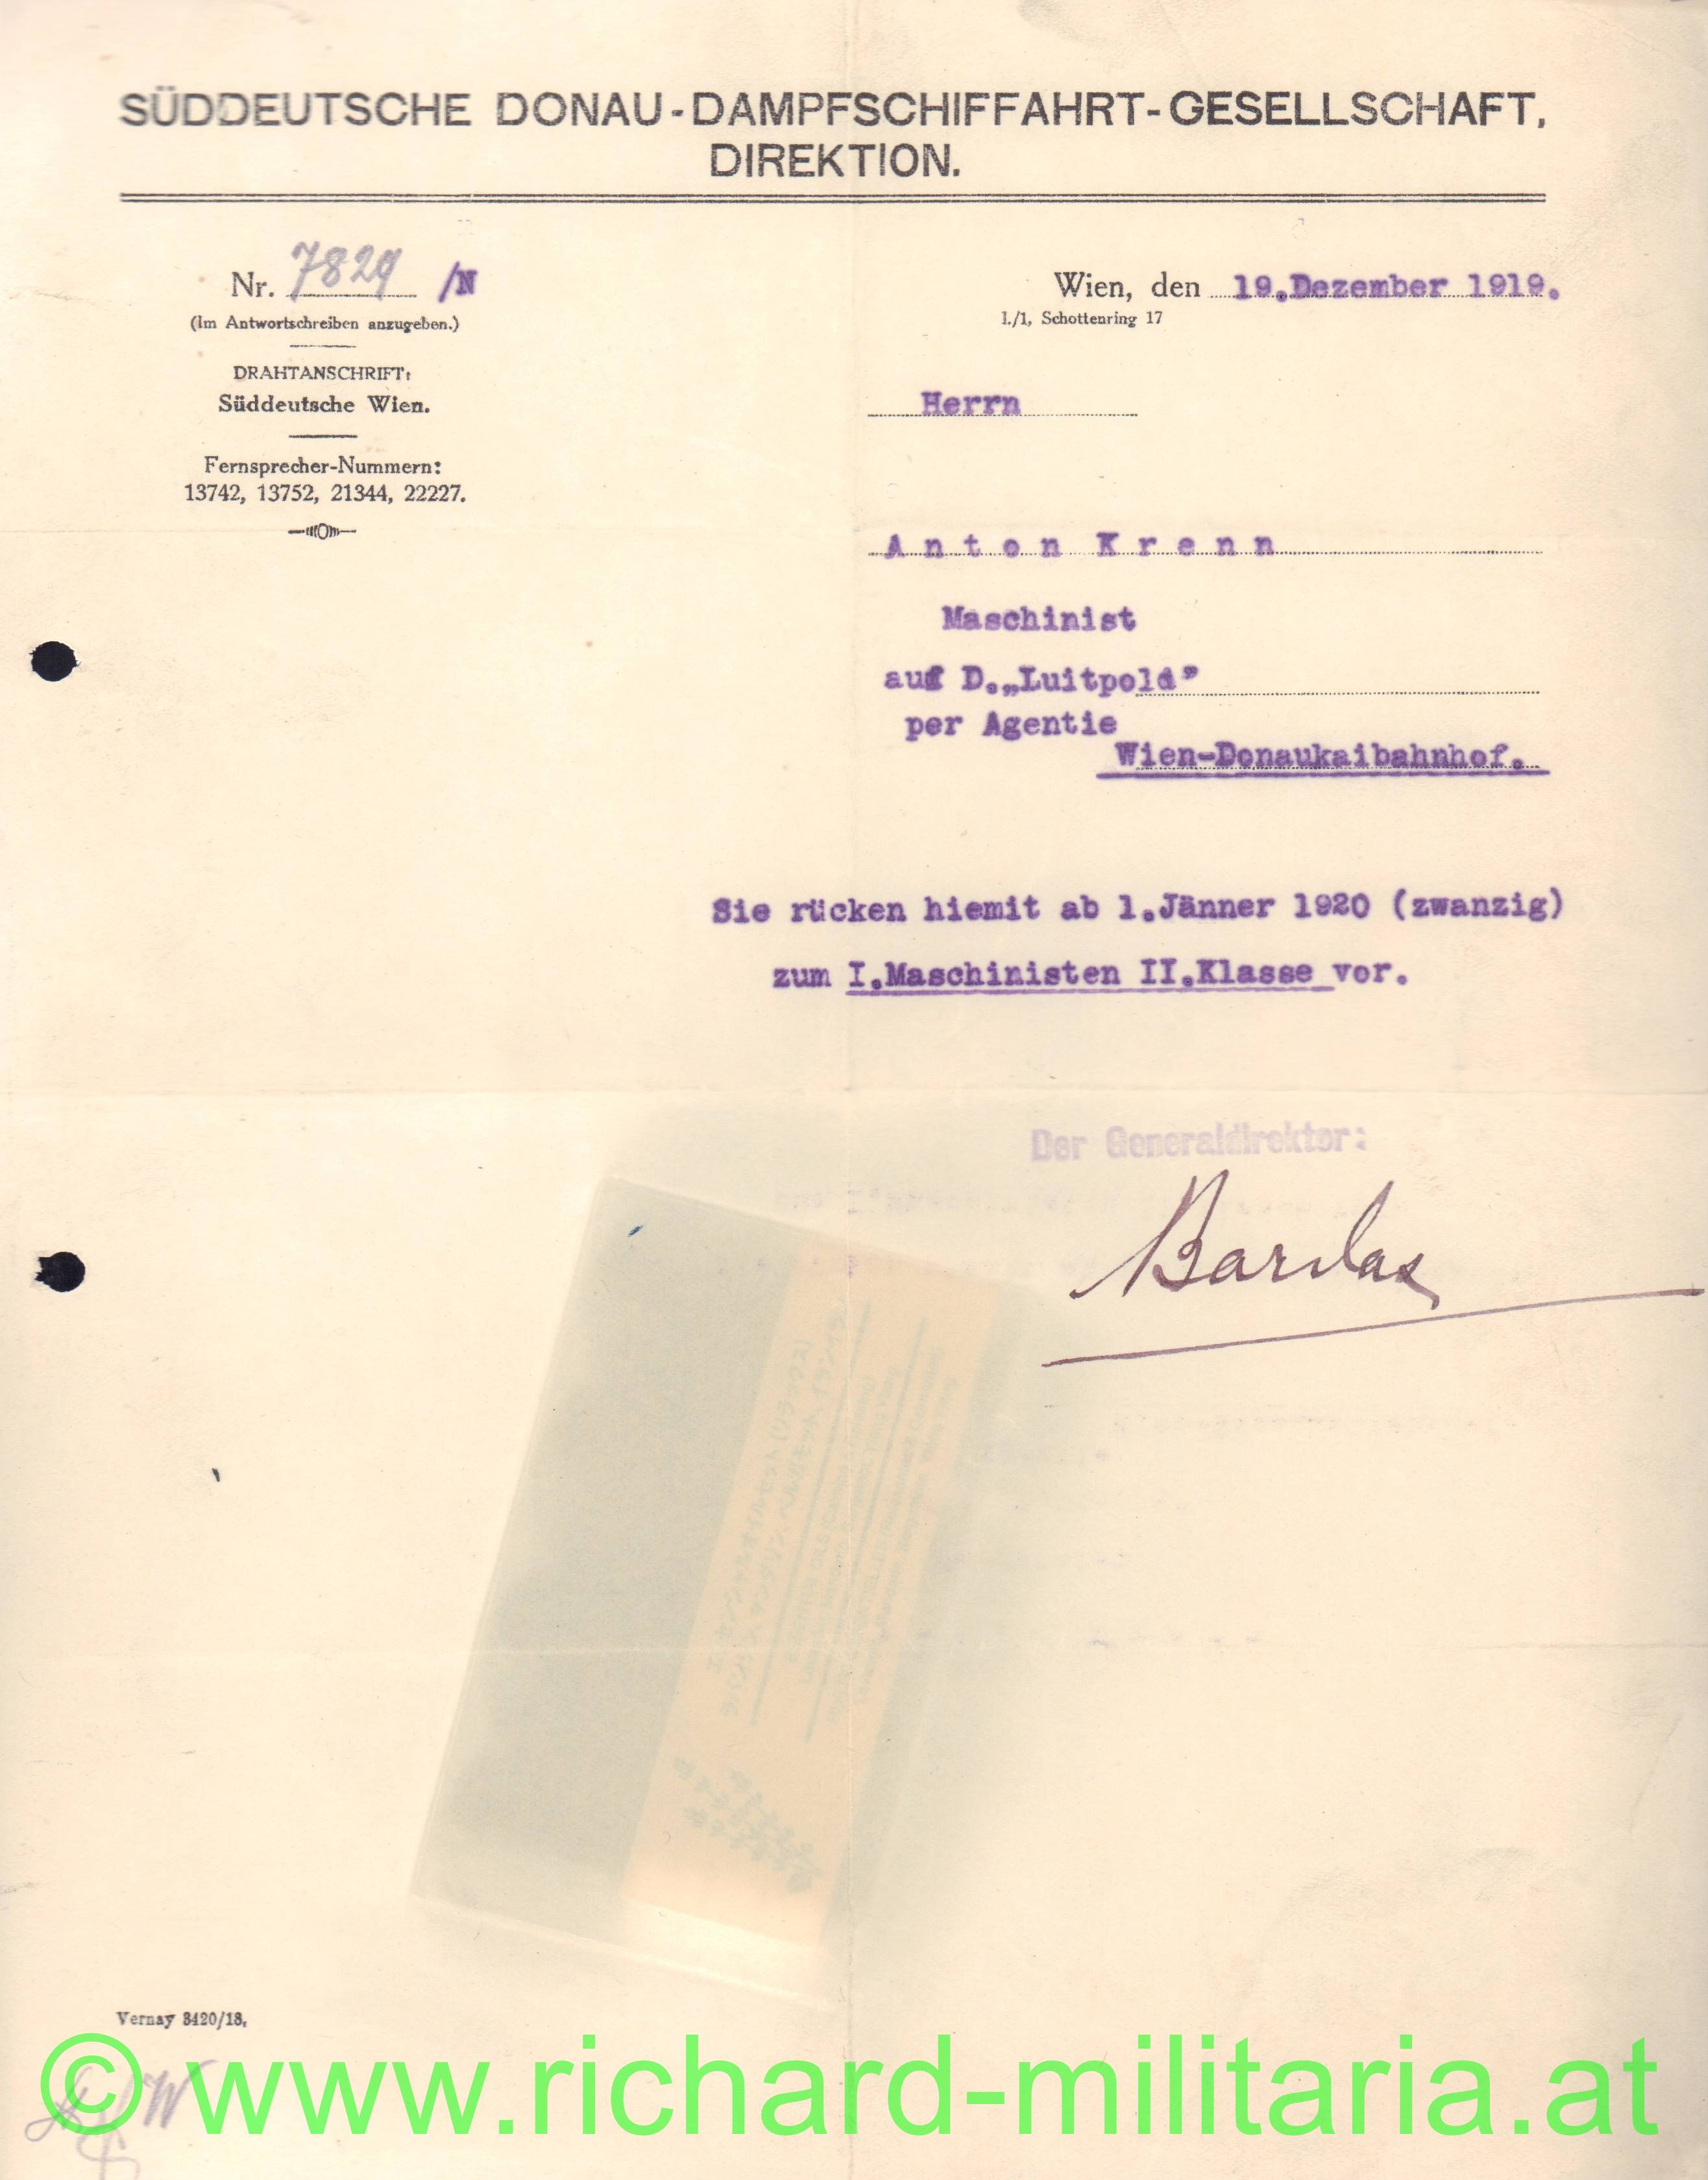 SÜDDEUTSCHE DONAU-DAMPFSCHIFFAHRT-GESELLSCHAFT,
DIREKTION.
Nr. 7829 /N
(Im Antwortschreiben anzugeben.)
DRAHTANSCHRIFT:
Süddeutsche Wien.
Fernsprecher-Nummern:
13742, 13752, 21344, 22227.
Wien, den 19.Dezember 1919.
I./1, Schottenring 17
Herrn
Anton Krenn
Maschinist
auf D.„Luitpold"
per Agentie
Wien-Donaukaibahnhof.
Sie rücken hiemit ab 1.Jänner 1920 (zwanzig)
zum I.Maschinisten II.Klasse vor.
Der Generaldirektor:
Bardas
Vernay 3420/18.
© www.richard-militaria.at